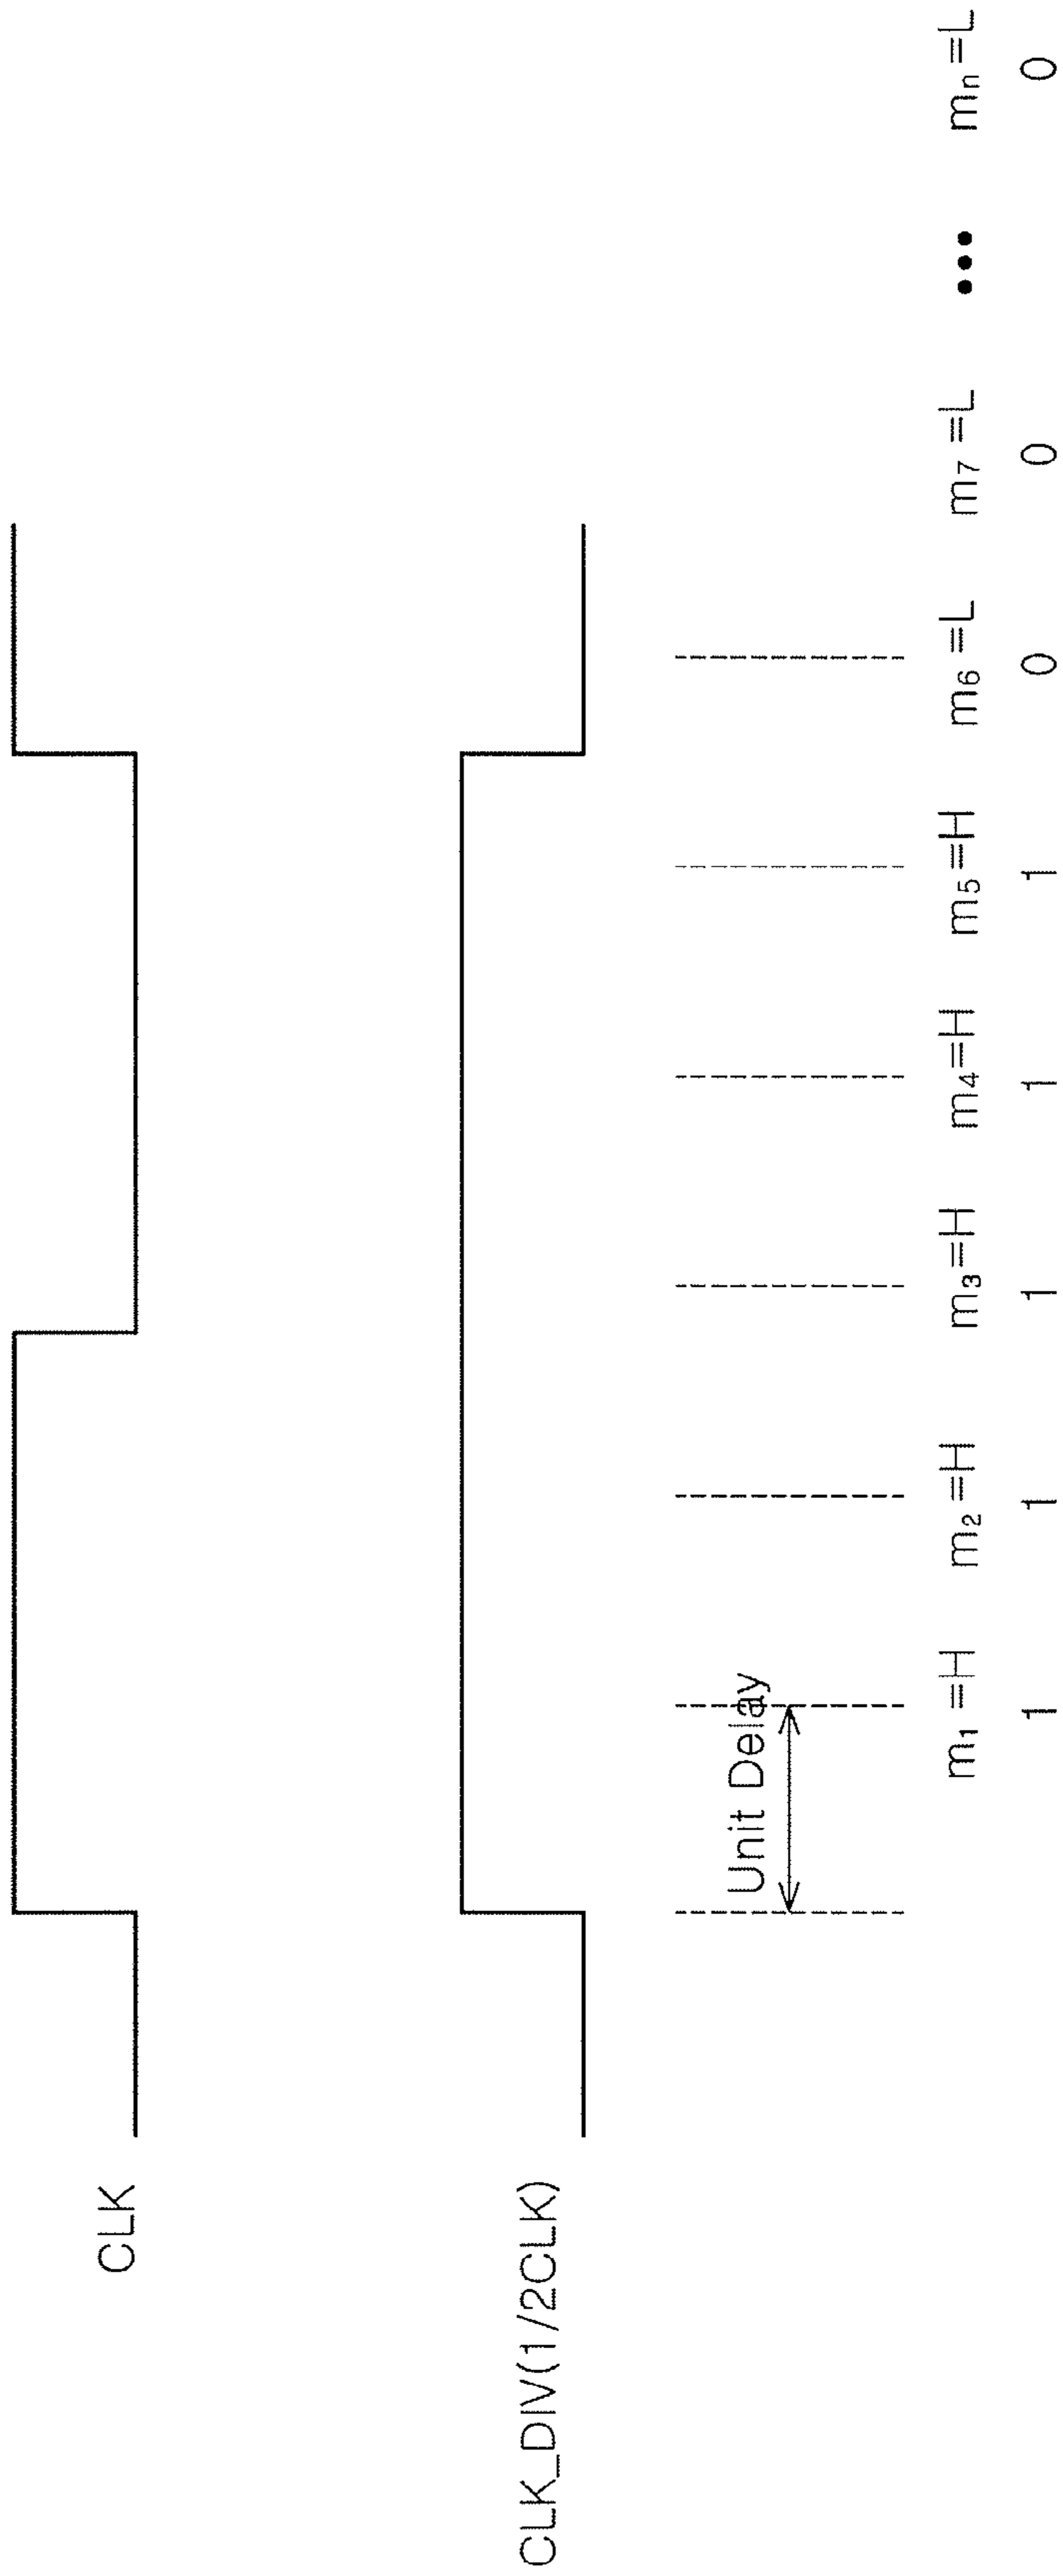 CLK
CLK_DIV(1/2CLK)
Unit Delay
m₁=H m₂=H m₃=H m₄=H m₅=H m₆=L m₇=L ••• mₙ=L
1 1 1 1 1 0 0 0